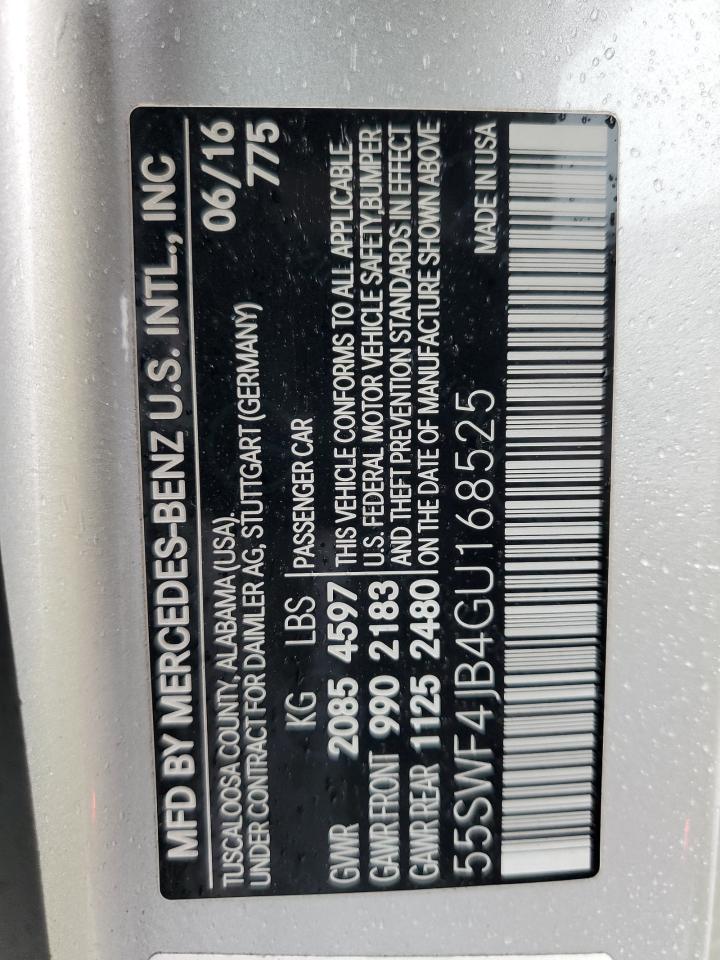 MFD BY MERCEDES-BENZ U.S. INTL., INC
TUSCALOOSA COUNTY, ALABAMA (USA). 06/16
UNDER CONTRACT FOR DAIMLER AG, STUTTGART (GERMANY) 775
KG LBS PASSENGER CAR
GVWR 2085 4597 THIS VEHICLE CONFORMS TO ALL APPLICABLE
GAWR FRONT 990 2183 U.S. FEDERAL MOTOR VEHICLE SAFETY,BUMPER
AND THEFT PREVENTION STANDARDS IN EFFECT
GAWR REAR 1125 2480 ON THE DATE OF MANUFACTURE SHOWN ABOVE
55SWF4JB4GU168525 MADE IN USA